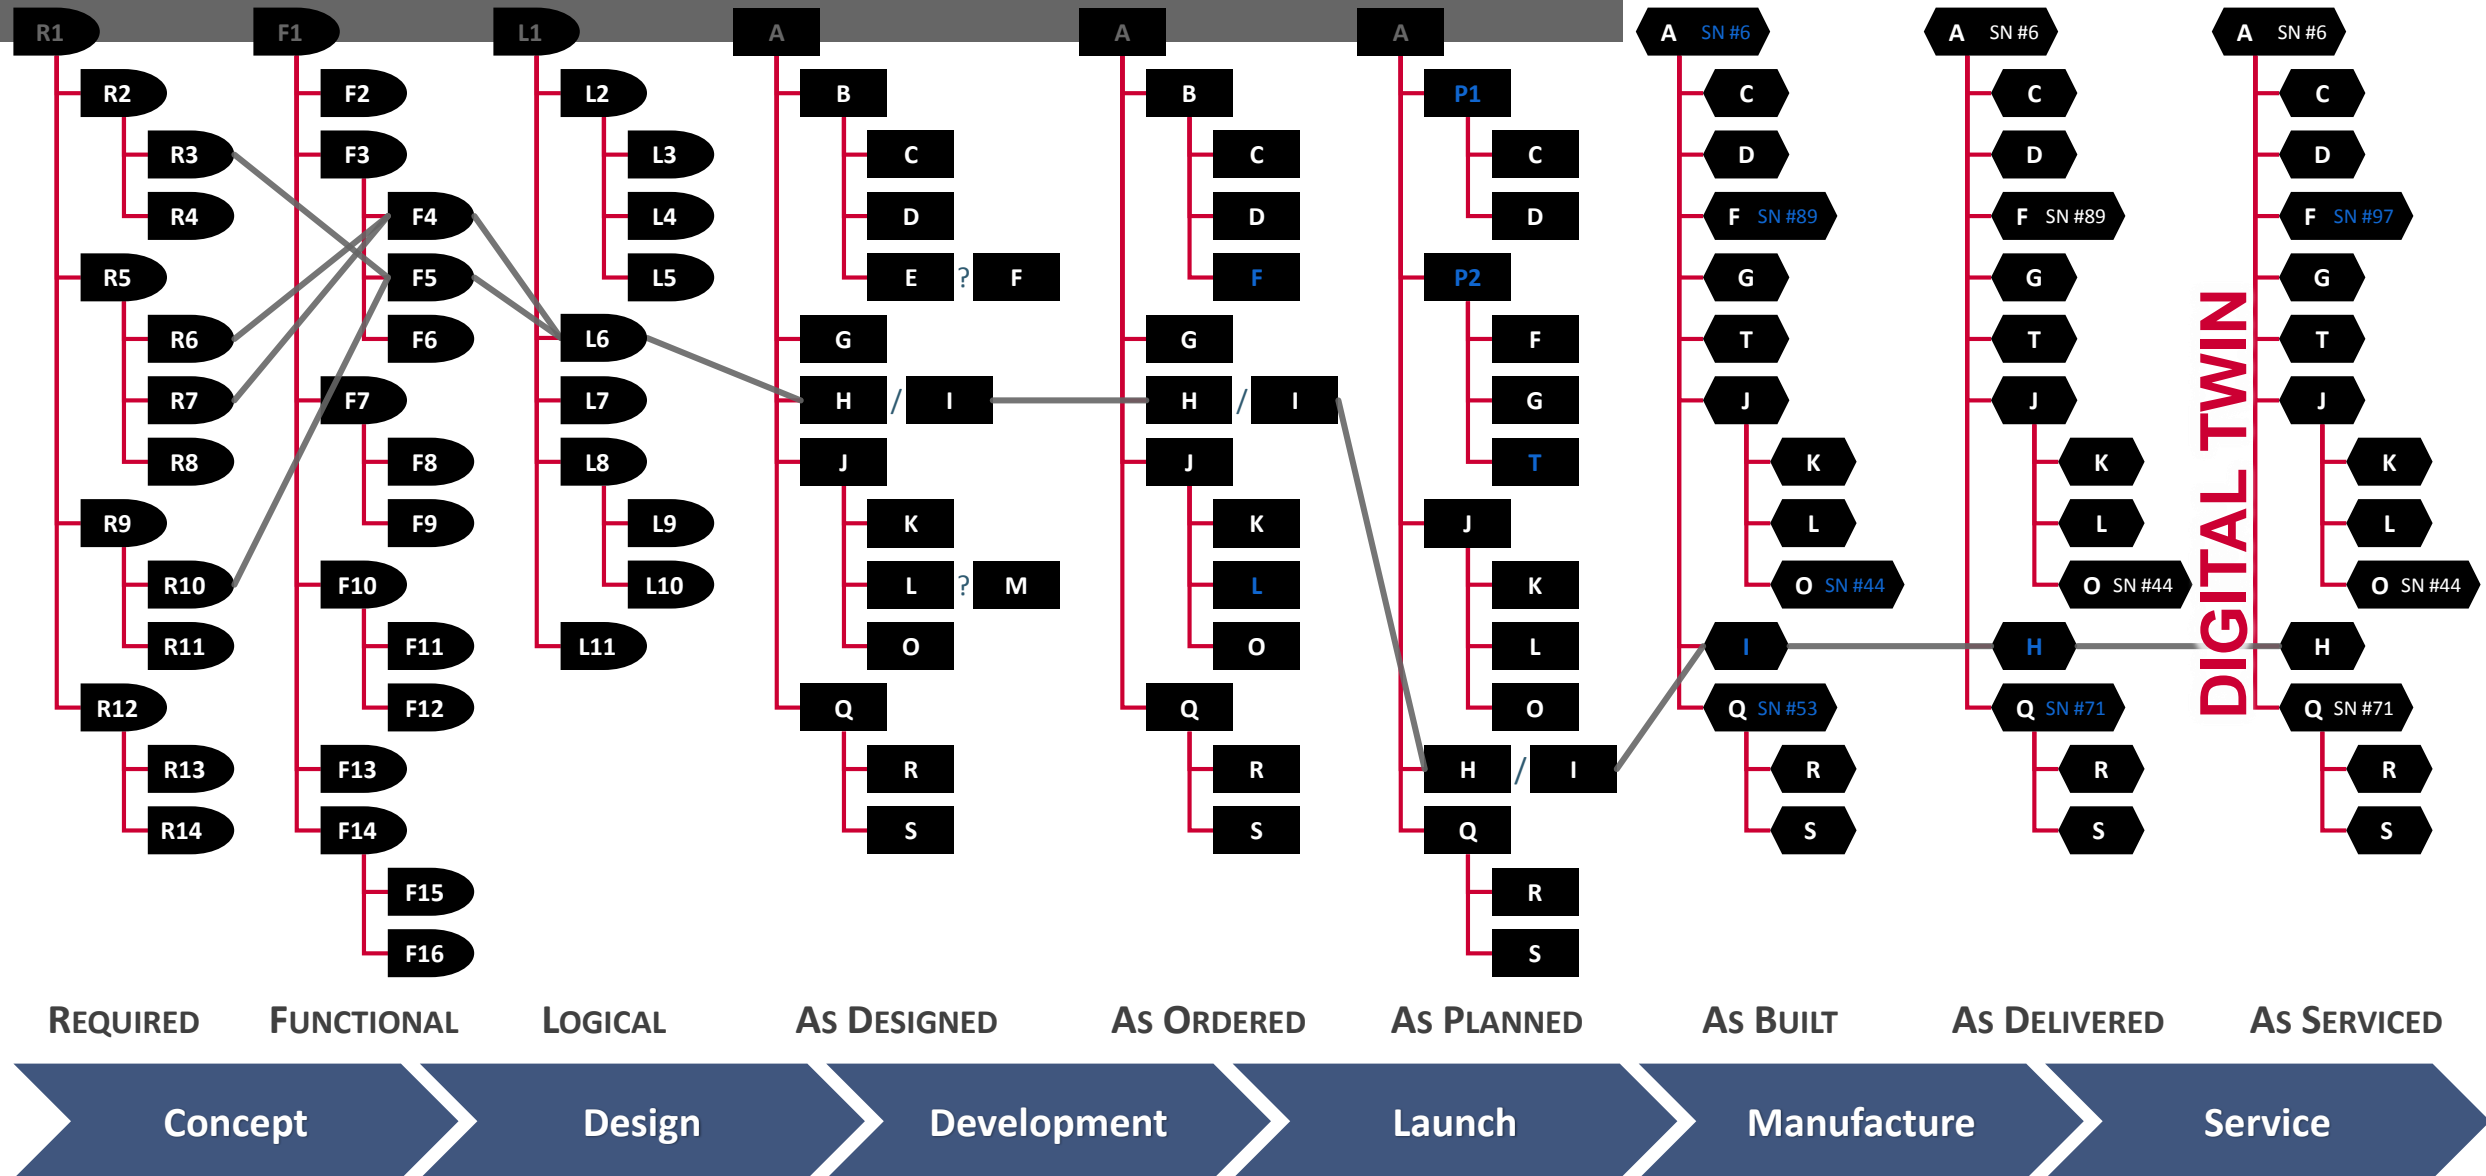 R1 F1 L1 A A A A SN #6 A SN #6 A SN #6
R2 F2 L2 B B P1 C C C
R3 F3 L3 C C C D D D
R4 F4 L4 D D D F SN #89 F SN #89 F SN #97
R5 F5 L5 E ? F F P2 G G G
R6 F6 L6 G G F T T T
R7 F7 L7 H / I H / I G J J J
R8 F8 L8 J J T K K K
R9 F9 L9 K K J L L L
R10 F10 L10 L ? M L K O SN #44 O SN #44 O SN #44
R11 F11 L11 O O L I H H
R12 F12 Q Q O Q SN #53 Q SN #71 Q SN #71
R13 F13 R R H / I R R R
R14 F14 S S Q S S S
F15 R
F16 S
DIGITAL TWIN
REQUIRED FUNCTIONAL LOGICAL AS DESIGNED AS ORDERED AS PLANNED AS BUILT AS DELIVERED AS SERVICED
Concept Design Development Launch Manufacture Service